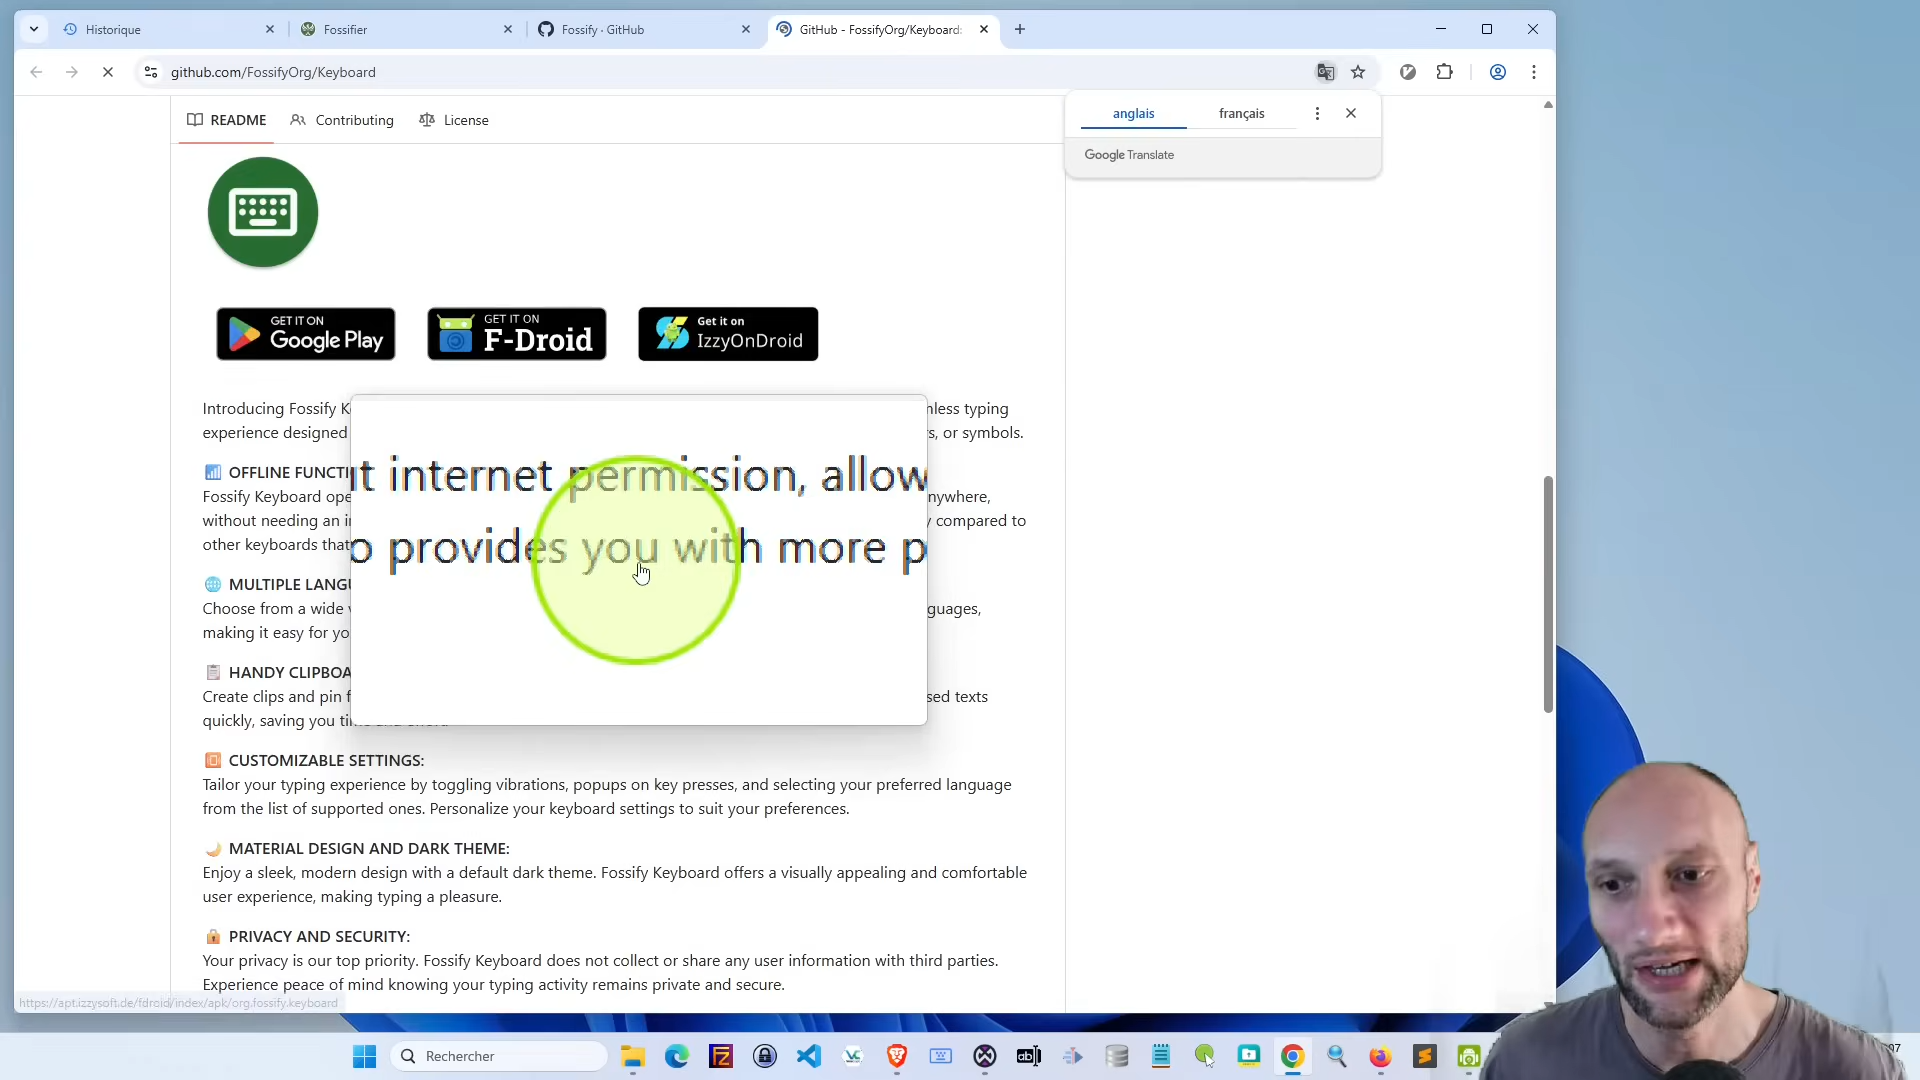 Historique
Fossifier
Fossify · GitHub
GitHub - FossifyOrg/Keyboard:
github.com/FossifyOrg/Keyboard
anglais
français
Google Translate
README
Contributing
License
GET IT ON
Google Play
GET IT ON
F-Droid
Get it on
IzzyOnDroid
Introducing Fossify K
nless typing
experience designed
s, or symbols.
OFFLINE FUNCTI
Fossify Keyboard ope
nywhere,
without needing an i
y compared to
other keyboards that
it internet permission, allow
o provides you with more p
MULTIPLE LANGU
Choose from a wide v
guages,
making it easy for yo
HANDY CLIPBOA
Create clips and pin f
sed texts
quickly, saving you time and effort.
CUSTOMIZABLE SETTINGS:
Tailor your typing experience by toggling vibrations, popups on key presses, and selecting your preferred language
from the list of supported ones. Personalize your keyboard settings to suit your preferences.
MATERIAL DESIGN AND DARK THEME:
Enjoy a sleek, modern design with a default dark theme. Fossify Keyboard offers a visually appealing and comfortable
user experience, making typing a pleasure.
PRIVACY AND SECURITY:
Your privacy is our top priority. Fossify Keyboard does not collect or share any user information with third parties.
Experience peace of mind knowing your typing activity remains private and secure.
https://apt.izzysoft.de/fdroid/index/apk/org.fossify.keyboard
Rechercher
07